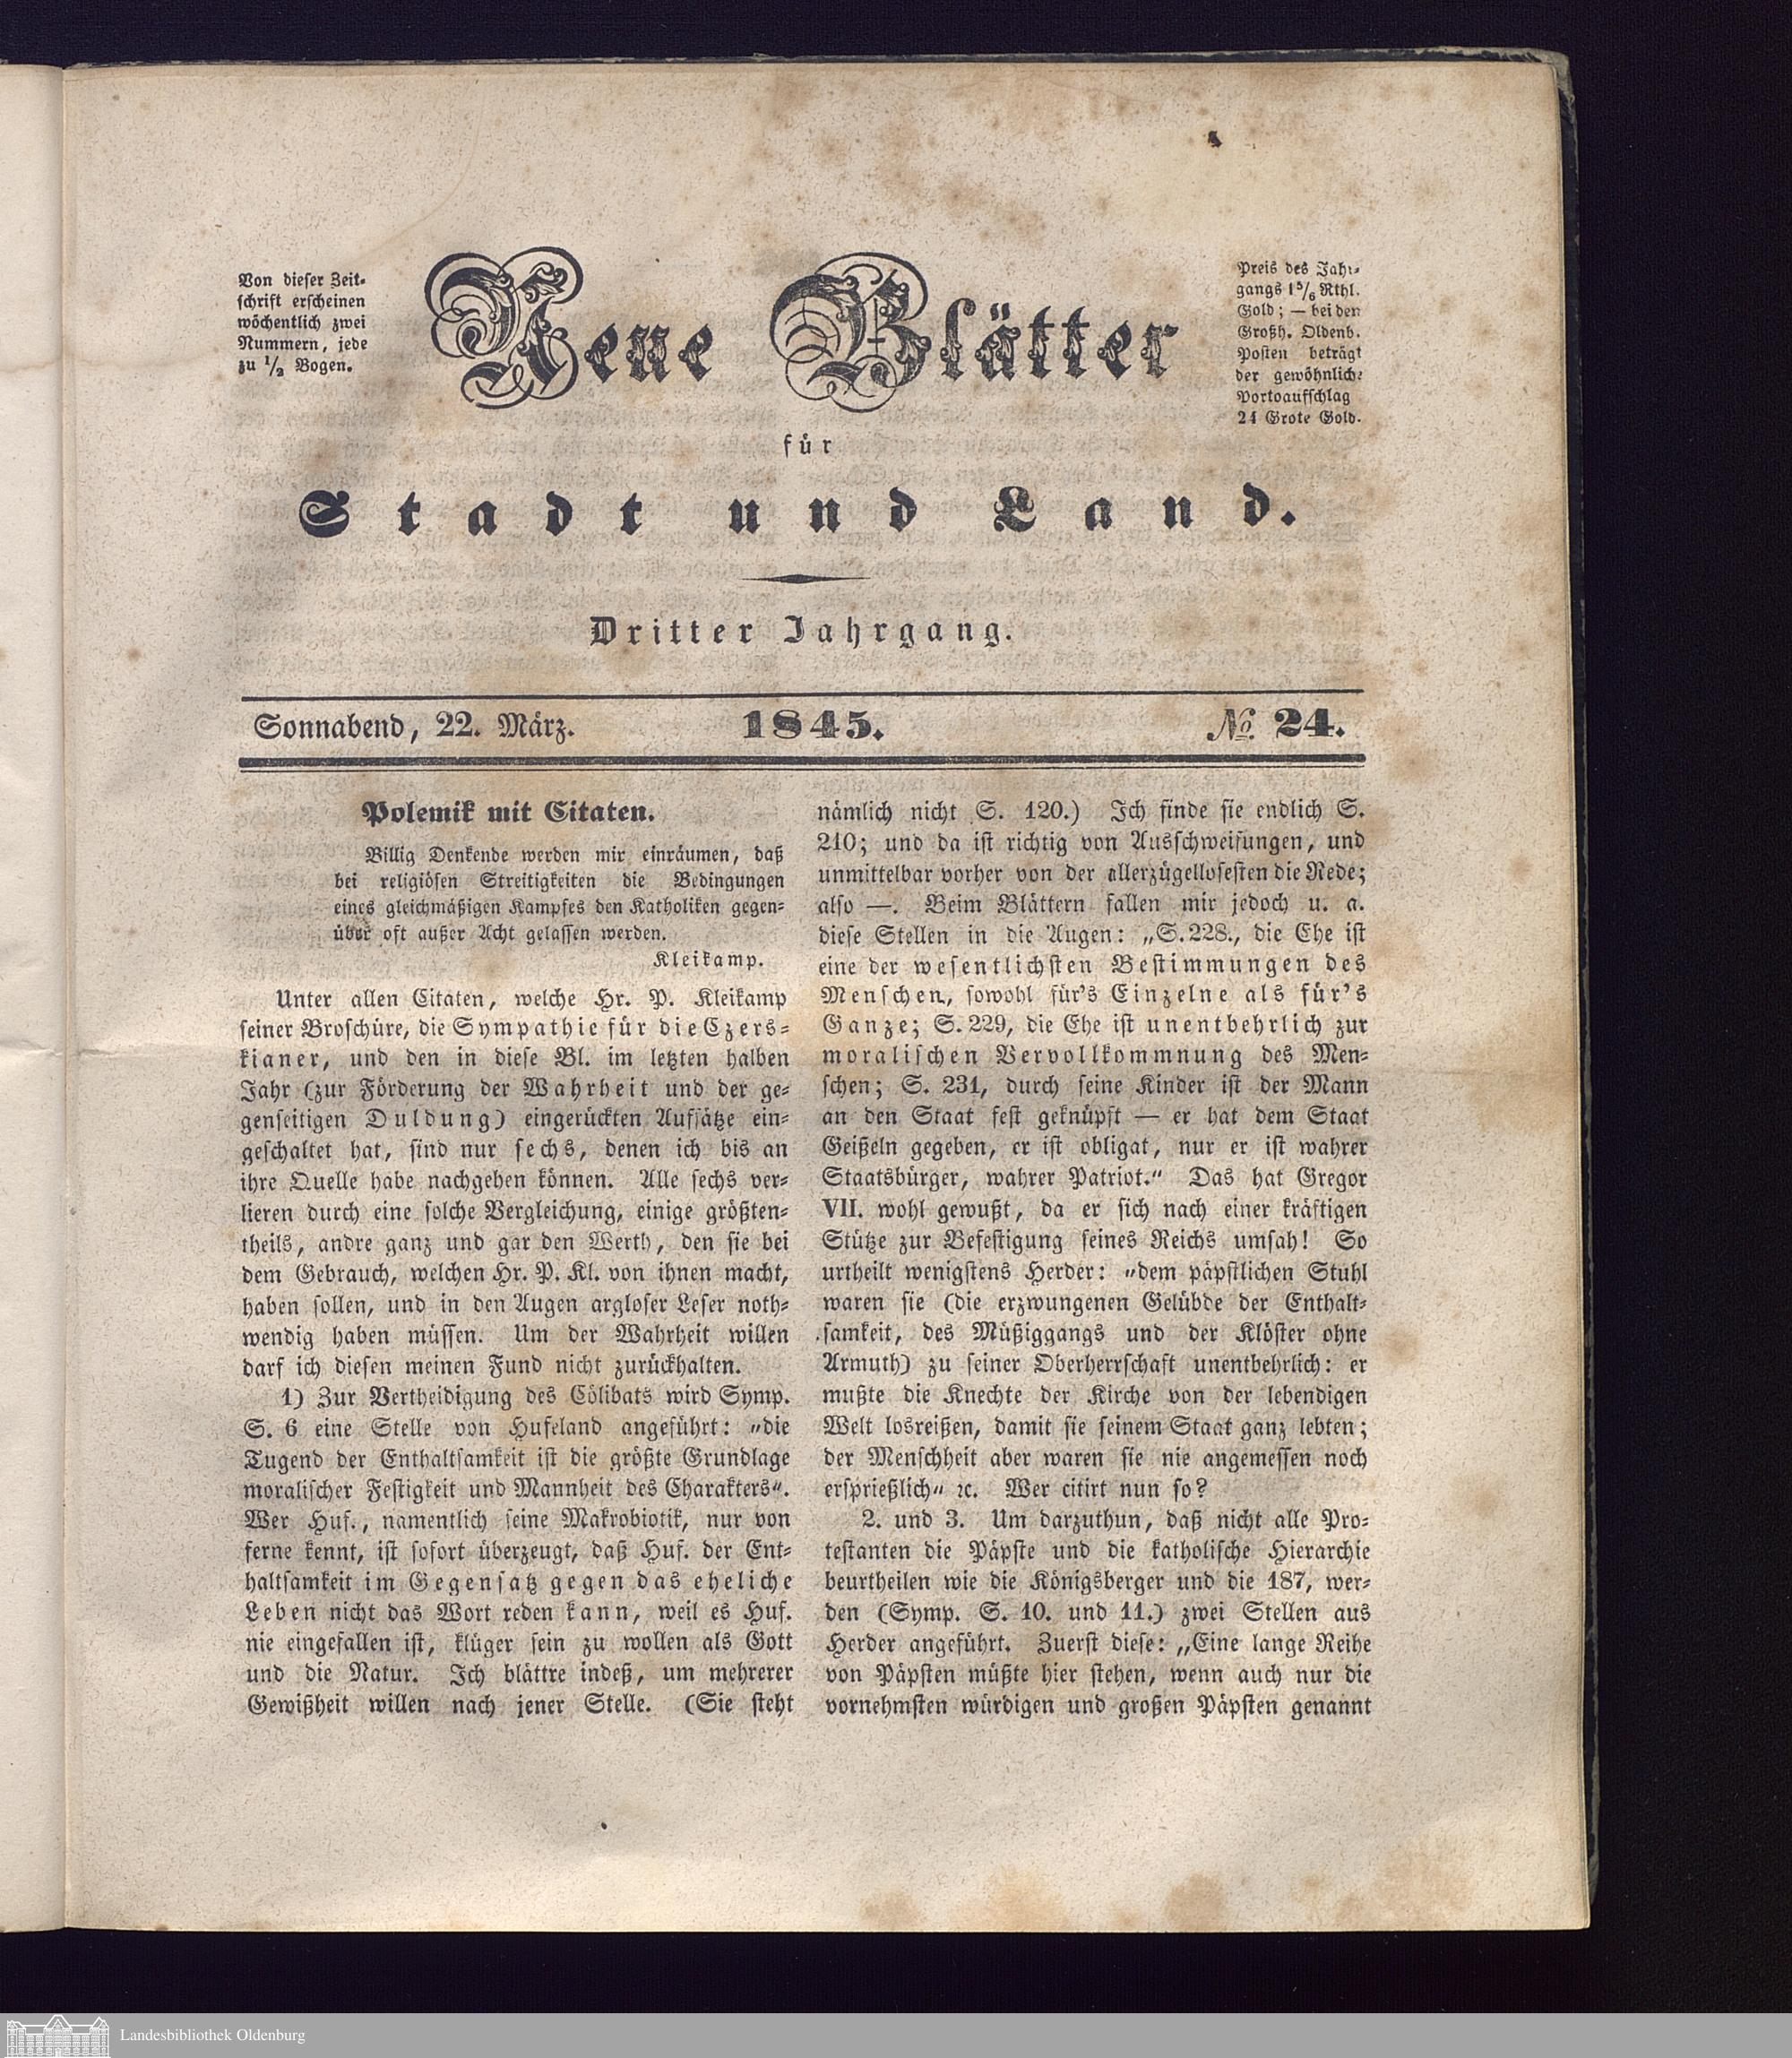 Von dieser Zeit-
schrift erscheinen
wöchentlich zwei
Nummern, jede
zu 1/2 Bogen.
Neue Blätter
für
Stadt und Land.
Preis des Jahr-
gangs 1 5/6 Rthl.
Gold; — bei den
Großh. Oldenb.
Posten beträgt
der gewöhnliche
Portoaufschlag
24 Grote Gold.
Dritter Jahrgang.
Sonnabend, 22. März. 1845. № 24.
Polemik mit Citaten.
Billig Denkende werden mir einräumen, daß
bei religiösen Streitigkeiten die Bedingungen
eines gleichmäßigen Kampfes den Katholiken gegen-
über oft außer Acht gelassen werden.
Kleikamp.
Unter allen Citaten, welche Hr. P. Kleikamp
seiner Broschüre, die Sympathie für die Czers-
kianer, und den in diese Bl. im letzten halben
Jahr (zur Förderung der Wahrheit und der ge-
genseitigen Duldung) eingerückten Aufsätze ein-
geschaltet hat, sind nur sechs, denen ich bis an
ihre Quelle habe nachgehen können. Alle sechs ver-
lieren durch eine solche Vergleichung, einige größten-
theils, andre ganz und gar den Werth, den sie bei
dem Gebrauch, welchen Hr. P. Kl. von ihnen macht,
haben sollen, und in den Augen argloser Leser noth-
wendig haben müssen. Um der Wahrheit willen
darf ich diesen meinen Fund nicht zurückhalten.
1) Zur Vertheidigung des Cölibats wird Symp.
S. 6 eine Stelle von Hufeland angeführt: „die
Tugend der Enthaltsamkeit ist die größte Grundlage
moralischer Festigkeit und Mannheit des Charakters“.
Wer Huf., namentlich seine Makrobiotik, nur von
ferne kennt, ist sofort überzeugt, daß Huf. der Ent-
haltsamkeit im Gegensatz gegen das eheliche
Leben nicht das Wort reden kann, weil es Huf.
nie eingefallen ist, klüger sein zu wollen als Gott
und die Natur. Ich blättre indeß, um mehrerer
Gewißheit willen nach jener Stelle. (Sie steht
nämlich nicht S. 120.) Ich finde sie endlich S.
210; und da ist richtig von Ausschweifungen, und
unmittelbar vorher von der allerzügellosesten die Rede;
also —. Beim Blättern fallen mir jedoch u. a.
diese Stellen in die Augen: „S. 228., die Ehe ist
eine der wesentlichsten Bestimmungen des
Menschen, sowohl für's Einzelne als für's
Ganze; S. 229, die Ehe ist unentbehrlich zur
moralischen Vervollkommnung des Men-
schen; S. 231, durch seine Kinder ist der Mann
an den Staat fest geknüpft — er hat dem Staat
Geißeln gegeben, er ist obligat, nur er ist wahrer
Staatsbürger, wahrer Patriot.“ Das hat Gregor
VII. wohl gewußt, da er sich nach einer kräftigen
Stütze zur Befestigung seines Reichs umsah! So
urtheilt wenigstens Herder: „dem päpstlichen Stuhl
waren sie (die erzwungenen Gelübde der Enthalt-
samkeit, des Müßiggangs und der Klöster ohne
Armuth) zu seiner Oberherrschaft unentbehrlich: er
mußte die Knechte der Kirche von der lebendigen
Welt losreißen, damit sie seinem Staat ganz lebten;
der Menschheit aber waren sie nie angemessen noch
ersprießlich“ ꝛc. Wer citirt nun so?
2. und 3. Um darzuthun, daß nicht alle Pro-
testanten die Päpste und die katholische Hierarchie
beurtheilen wie die Königsberger und die 187, wer-
den (Symp. S. 10. und 11.) zwei Stellen aus
Herder angeführt. Zuerst diese: „Eine lange Reihe
von Päpsten müßte hier stehen, wenn auch nur die
vornehmsten würdigen und großen Päpsten genannt
Landesbibliothek Oldenburg